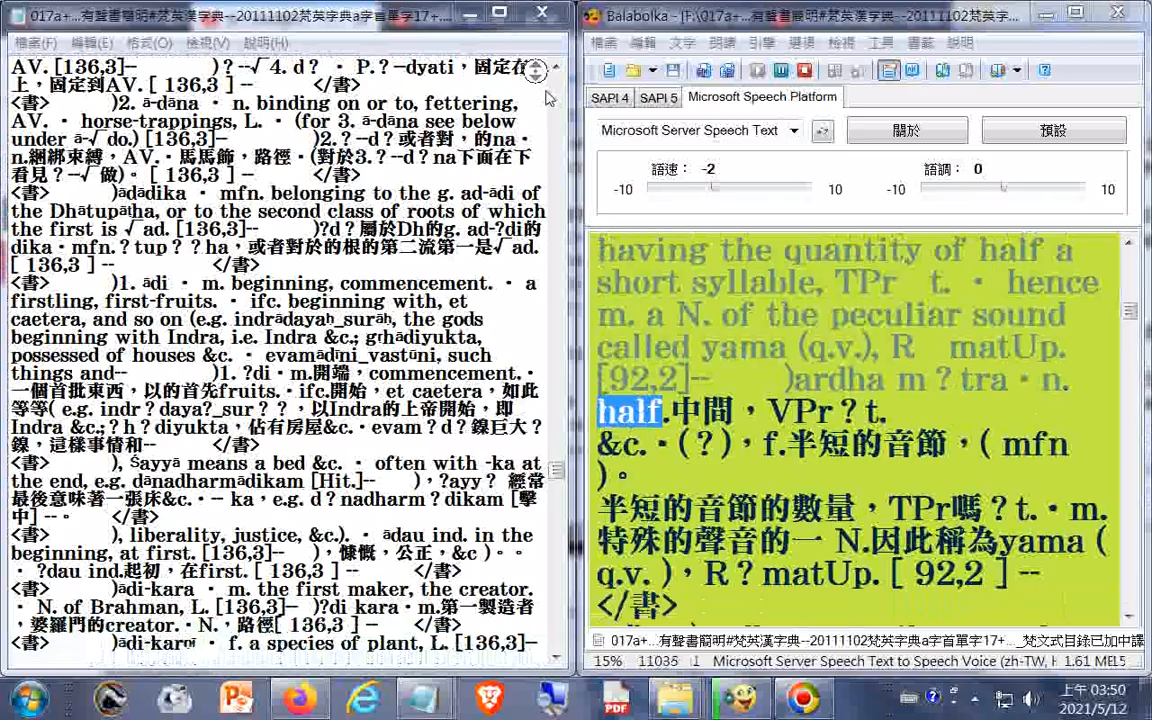 017a+...有聲書簡明#梵英漢字典--20111102梵英字典a字首單字17+...
檔案(F) 編輯(E) 格式(O) 檢視(V) 說明(H)
AV. [136,3]-- )？--√ 4. d？ • P.？–dyati，固定在
上，固定到AV. [ 136,3 ] -- </書>
<書> )2. ā-dāna • n. binding on or to, fettering,
AV. • horse-trappings, L. • (for 3. ā-dāna see below
under ā-√ do.) [136,3]-- )2.？--d？或者對，的na •
n.綑綁束縛，AV. • 馬馬飾，路徑 • (對於3.？--d？na下面在下
看見？--√ 做)。 [ 136,3 ] -- </書>
<書> )ādādika • mfn. belonging to the g. ad-ādi of
the Dhātupāṭha, or to the second class of roots of which
the first is √ ad. [136,3]-- )?d？屬於Dh的g. ad-?di的
dika • mfn.？tup？？ha，或者對於的根的第二流第一是√ ad.
[ 136,3 ] -- </書>
<書> )1. ādi • m. beginning, commencement. • a
firstling, first-fruits. • ifc. beginning with, et
caetera, and so on (e.g. indrādayaḥ_surāḥ, the gods
beginning with Indra, i.e. Indra &c.; gṛhādiyukta,
possessed of houses &c. • evamādīni_vastūni, such
things and-- )1. ?di • m.開端，commencement. •
一個首批東西，以的首先fruits. • ifc.開始，et caetera，如此
等等( e.g. indr？daya?_sur？？，以Indra的上帝開始，即
Indra &c.;？h？diyukta，佔有房屋&c. • evam？d？鎳巨大？
鎳，這樣事情和-- </書>
<書> ), Śayyā means a bed &c. • often with -ka at
the end, e.g. dānadharmādikam [Hit.]-- )，?ayy？ 經常
最後意味著一張床&c. • -- ka，e.g. d？nadharm？dikam [擊
中] --。 </書>
<書> ), liberality, justice, &c.). • ādau ind. in the
beginning, at first. [136,3]-- )，慷慨，公正，&c )。。
• ?dau ind.起初，在first. [ 136,3 ] -- </書>
<書> )ādi-kara • m. the first maker, the creator.
• N. of Brahman, L. [136,3]-- )?di kara • m.第一製造者
，婆羅門的creator. • N.，路徑[ 136,3 ] -- </書>
<書> )ādi-karṇī • f. a species of plant, L. [136,3]--
Balabolka - [F:\017a+...有聲書簡明#梵英漢字典--20111102梵英字...
檔案 編輯 文字 朗讀 引擎 選項 檢視 工具 書籤 說明
SAPI 4 SAPI 5 Microsoft Speech Platform
Microsoft Server Speech Text 關於 預設
語速： -2 語調： 0
-10 10 -10 10
having the quantity of half a
short syllable, TPr t. • hence
m. a N. of the peculiar sound
called yama (q.v.), R matUp.
[92,2]-- )ardha m？tra • n.
half.中間，VPr？t.
&c. • (？)，f.半短的音節，( mfn
)。
半短的音節的數量，TPr嗎？t. • m.
特殊的聲音的一 N.因此稱為yama (
q.v. )，R？matUp. [ 92,2 ] --
</書>
017a+...有聲書簡明#梵英漢字典--20111102梵英字典a字首單字17+..._梵文式目錄已加中譯
15% 11035 1 Microsoft Server Speech Text to Speech Voice (zh-TW, H 1.61 МБ
上午 03:50
2021/5/12